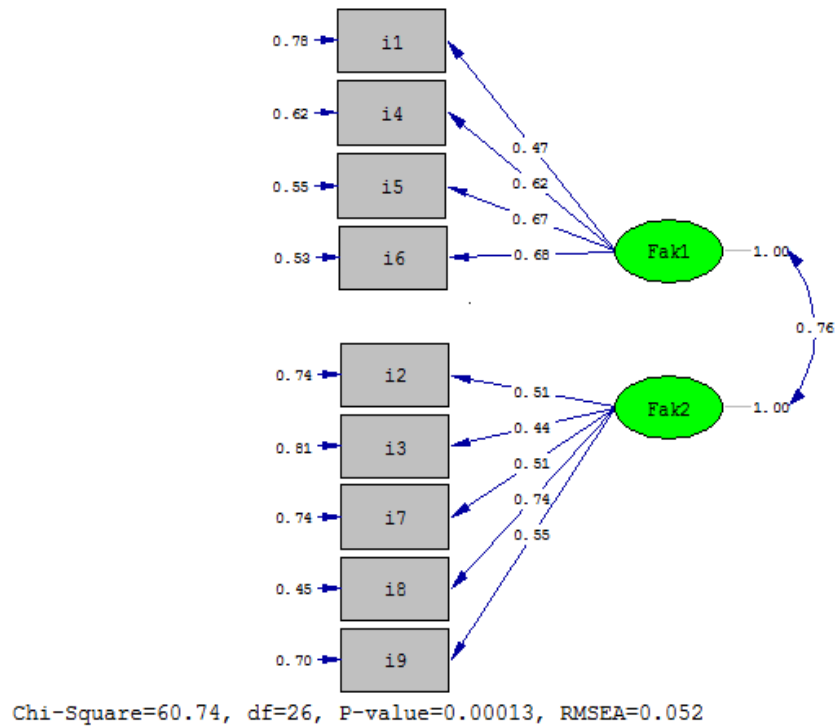 0.78 i1
0.62 i4
0.47
0.62
0.55 i5
0.67
0.53 i6
0.68
Fak1
1.00
0.76
0.74 i2
0.51
Fak2
1.00
0.44
0.81 i3
0.51
0.74 i7
0.74
0.55
0.45 i8
0.70 i9
Chi-Square=60.74, df=26, P-value=0.00013, RMSEA=0.052